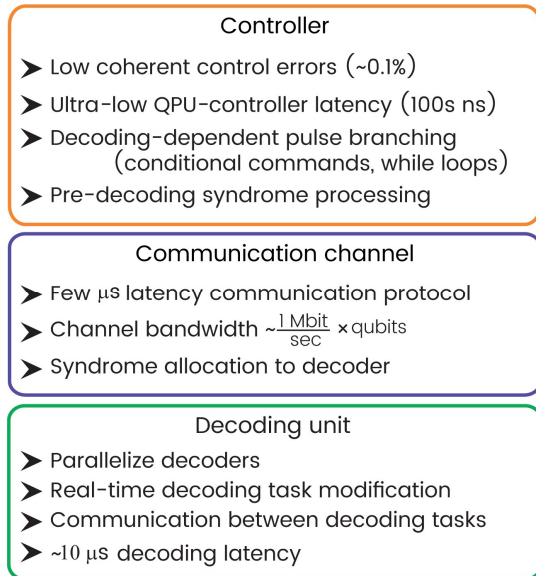 Controller
➤ Low coherent control errors (~0.1%)
➤ Ultra-low QPU-controller latency (100s ns)
➤ Decoding-dependent pulse branching
(conditional commands, while loops)
➤ Pre-decoding syndrome processing
Communication channel
➤ Few μs latency communication protocol
➤ Channel bandwidth ~1 Mbit/sec × qubits
➤ Syndrome allocation to decoder
Decoding unit
➤ Parallelize decoders
➤ Real-time decoding task modification
➤ Communication between decoding tasks
➤ ~10 μs decoding latency